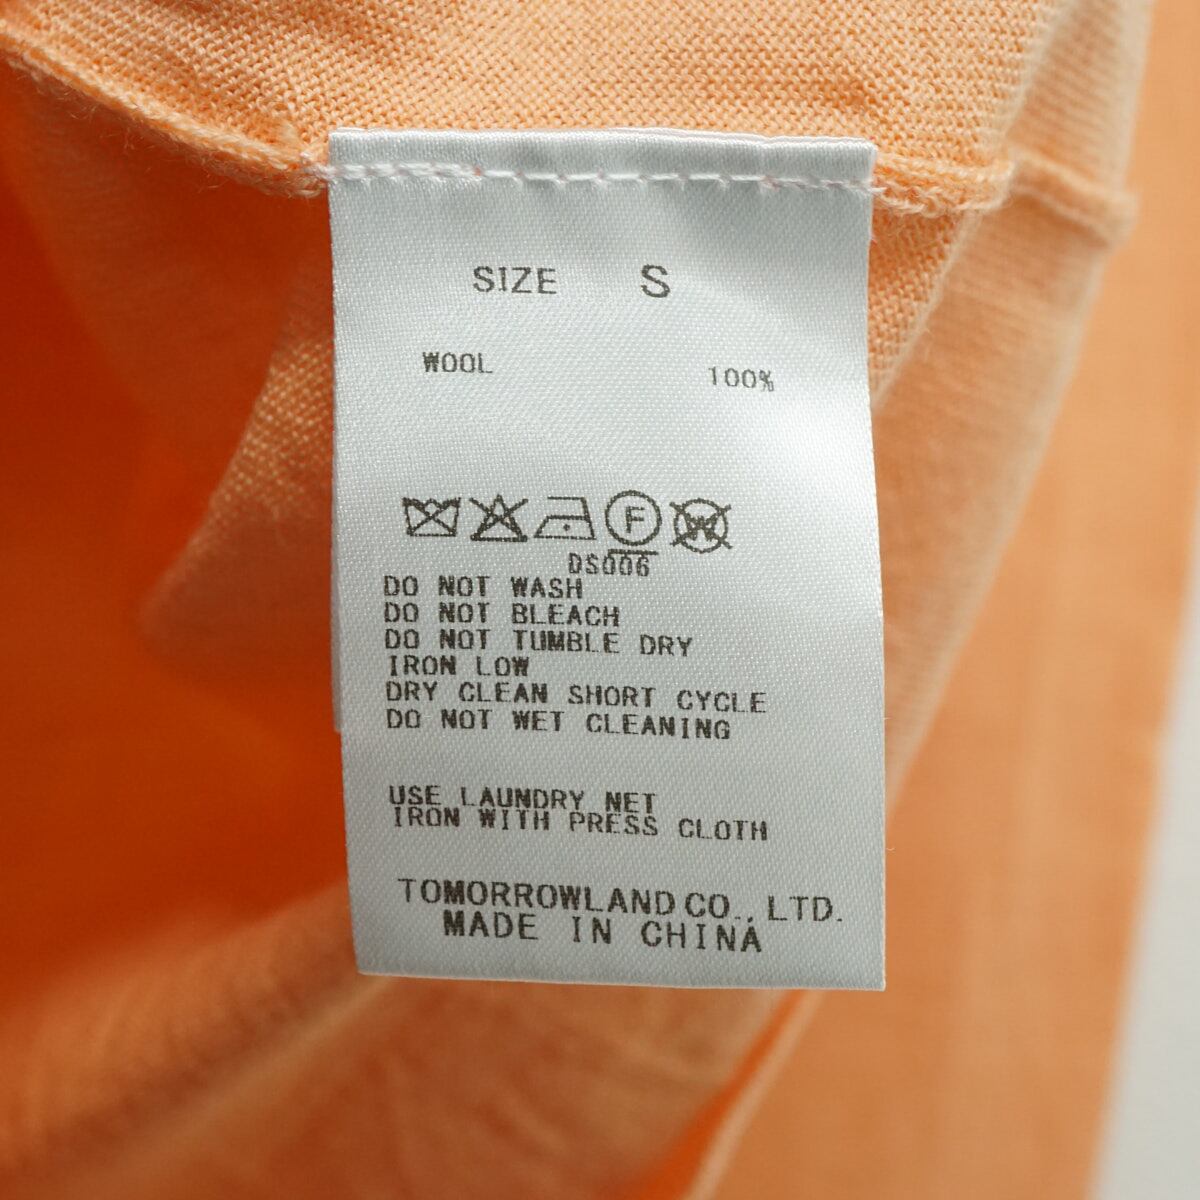 SIZE S
WOOL 100%
F W
DS006
DO NOT WASH
DO NOT BLEACH
DO NOT TUMBLE DRY
IRON LOW
DRY CLEAN SHORT CYCLE
DO NOT WET CLEANING
USE LAUNDRY NET
IRON WITH PRESS CLOTH
TOMORROWLAND CO., LTD.
MADE IN CHINA